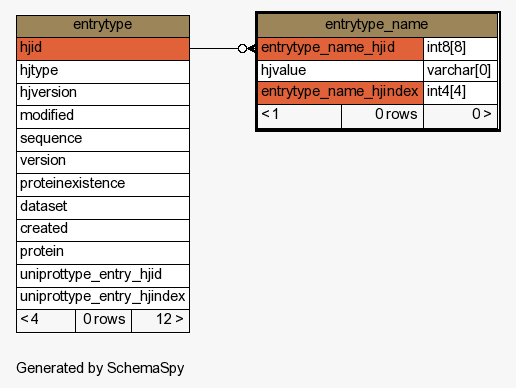 entrytype
hjid
hjtype
hjversion
modified
sequence
version
proteinexistence
dataset
created
protein
uniprottype_entry_hjid
uniprottype_entry_hjindex
< 4 0 rows 12 >
entrytype_name
entrytype_name_hjid int8[8]
hjvalue varchar[0]
entrytype_name_hjindex int4[4]
< 1 0 rows 0 >
Generated by SchemaSpy